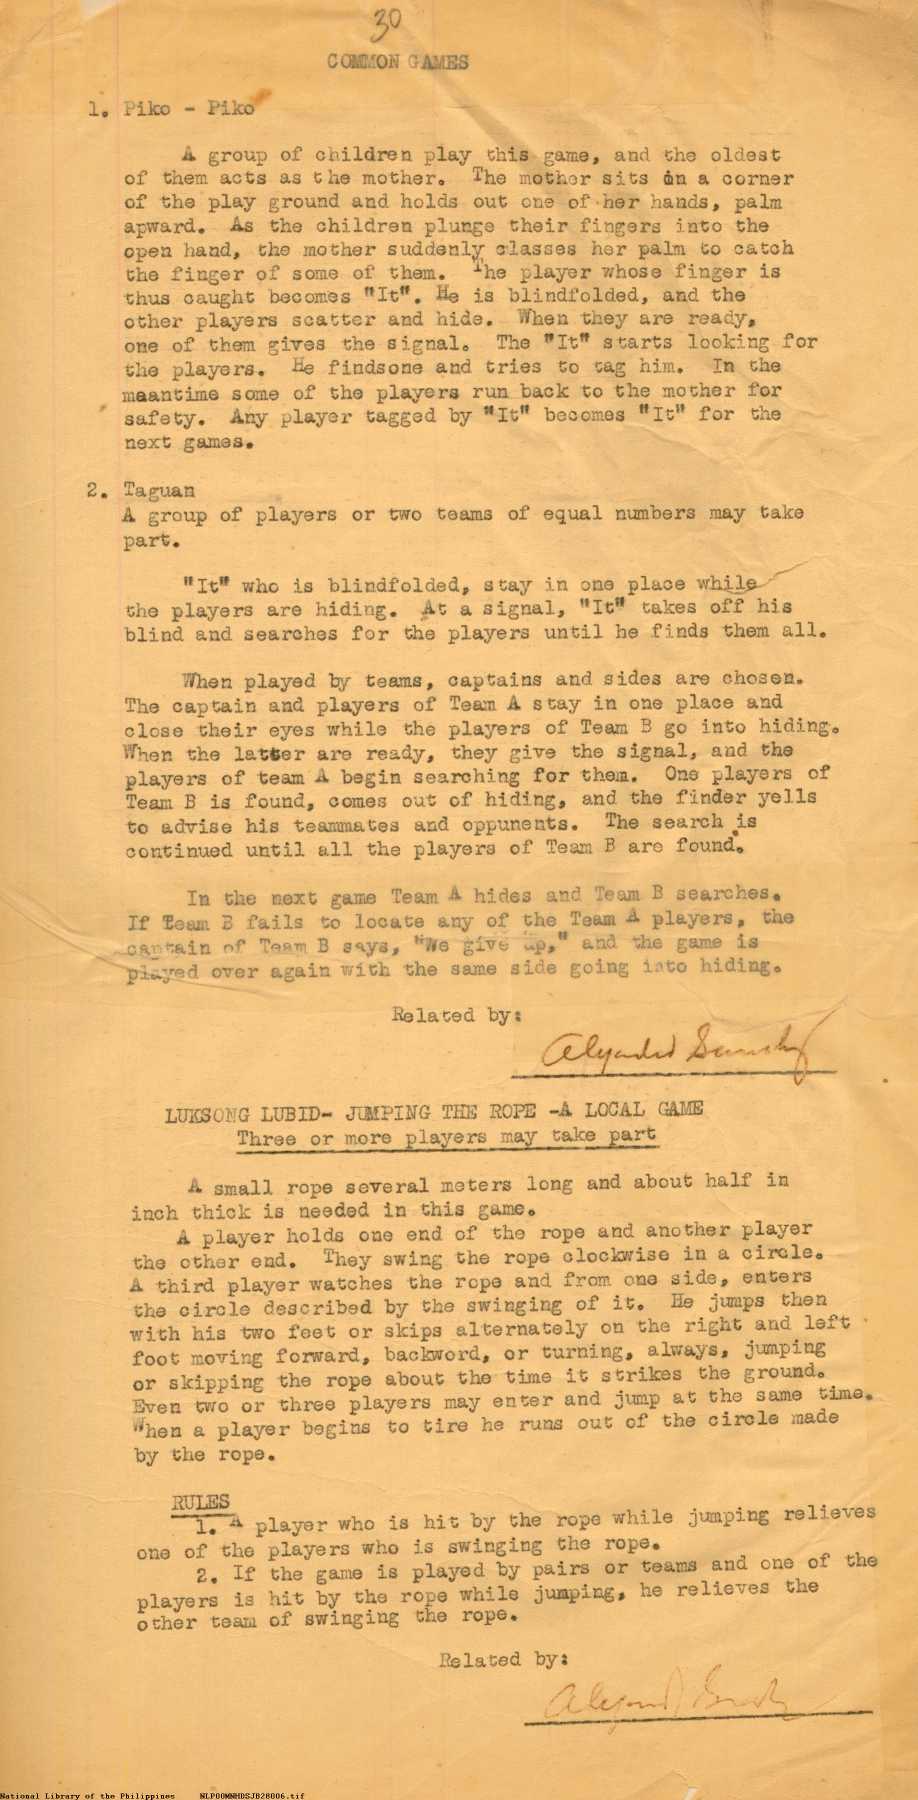 30
COMMON GAMES
1. Piko - Piko
A group of children play this game, and the oldest
of them acts as the mother. The mother sits in a corner
of the play ground and holds out one of her hands, palm
apward. As the children plunge their fingers into the
open hand, the mother suddenly classes her palm to catch
the finger of some of them. The player whose finger is
thus caught becomes "It". He is blindfolded, and the
other players scatter and hide. When they are ready,
one of them gives the signal. The "It" starts looking for
the players. He findsone and tries to tag him. In the
meantime some of the players run back to the mother for
safety. Any player tagged by "It" becomes "It" for the
next games.
2. Taguan
A group of players or two teams of equal numbers may take
part.
"It" who is blindfolded, stay in one place while
the players are hiding. At a signal, "It" takes off his
blind and searches for the players until he finds them all.
When played by teams, captains and sides are chosen.
The captain and players of Team A stay in one place and
close their eyes while the players of Team B go into hiding.
When the latter are ready, they give the signal, and the
players of team A begin searching for them. One players of
Team B is found, comes out of hiding, and the finder yells
to advise his teammates and oppunents. The search is
continued until all the players of Team B are found.
In the next game Team A hides and Team B searches.
If Team B fails to locate any of the Team A players, the
captain of Team B says, "We give up," and the game is
played over again with the same side going into hiding.
Related by:
LUKSONG LUBID- JUMPING THE ROPE -A LOCAL GAME
Three or more players may take part
A small rope several meters long and about half in
inch thick is needed in this game.
A player holds one end of the rope and another player
the other end. They swing the rope clockwise in a circle.
A third player watches the rope and from one side, enters
the circle described by the swinging of it. He jumps then
with his two feet or skips alternately on the right and left
foot moving forward, backword, or turning, always, jumping
or skipping the rope about the time it strikes the ground.
Even two or three players may enter and jump at the same time.
When a player begins to tire he runs out of the circle made
by the rope.
RULES
1. A player who is hit by the rope while jumping relieves
one of the players who is swinging the rope.
2. If the game is played by pairs or teams and one of the
players is hit by the rope while jumping, he relieves the
other team of swinging the rope.
Related by:
National Library of the Philippines NLPOOMNHDSJB28006.tif